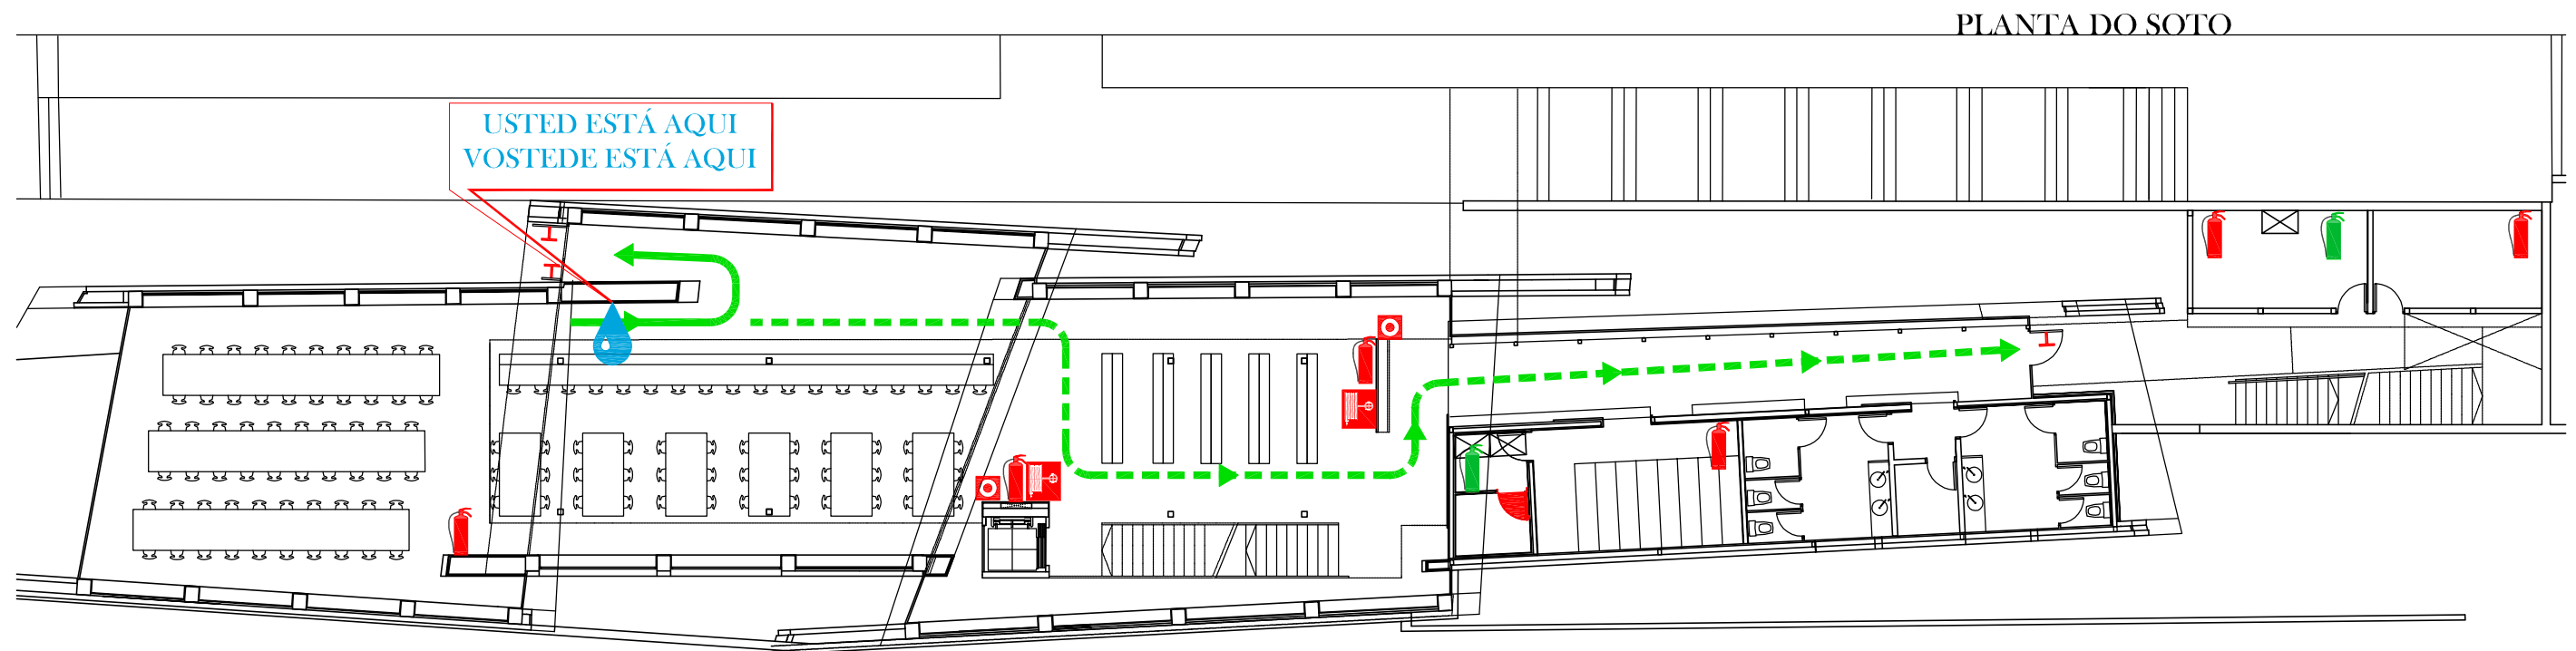 PLANTA DO SOTO
USTED ESTÁ AQUI
VOSTEDE ESTÁ AQUI